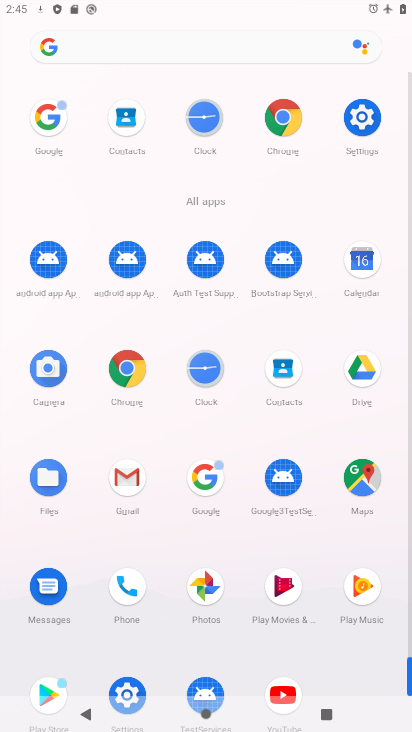 2:45
Google Contacts Clock Chrome Settings
All apps
android app Ap.. android app Ap.. Auth Test Supp.. Bootstrap Servi.. Calendar
16
Camera Chrome Clock Contacts Drive
Files Gmail Google Google3TestSe.. Maps
Messages Phone Photos Play Movies & ... Play Music
Play Store Settings TestServices YouTube